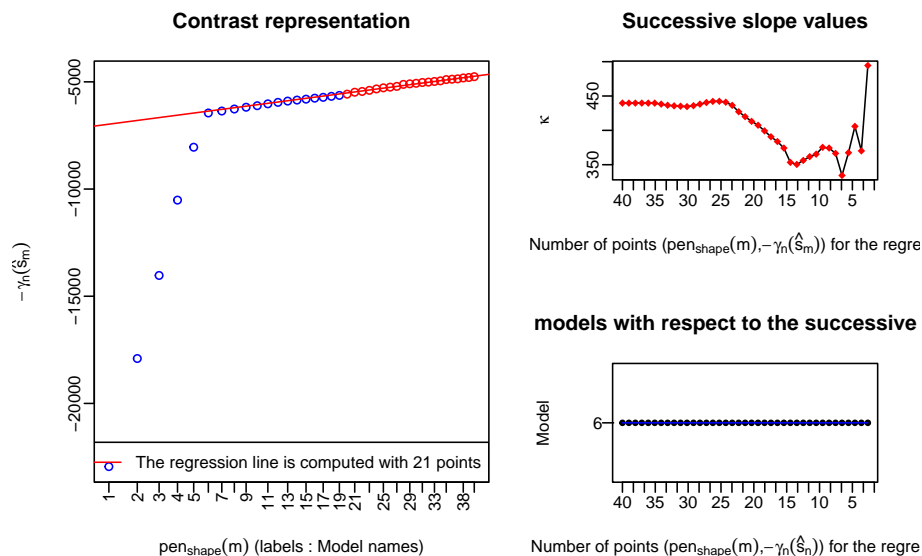 Contrast representation
−γn(ŝm)
−5000
−10000
−15000
−20000
The regression line is computed with 21 points
1 2 3 4 5 7 9 11 13 15 17 19 21 25 29 33 38
penshape(m) (labels : Model names)
Successive slope values
κ
450
350
40 35 30 25 20 15 10 5
Number of points (penshape(m),−γn(ŝm)) for the regre
models with respect to the successive
Model
6
40 35 30 25 20 15 10 5
Number of points (penshape(m),−γn(ŝn)) for the regre